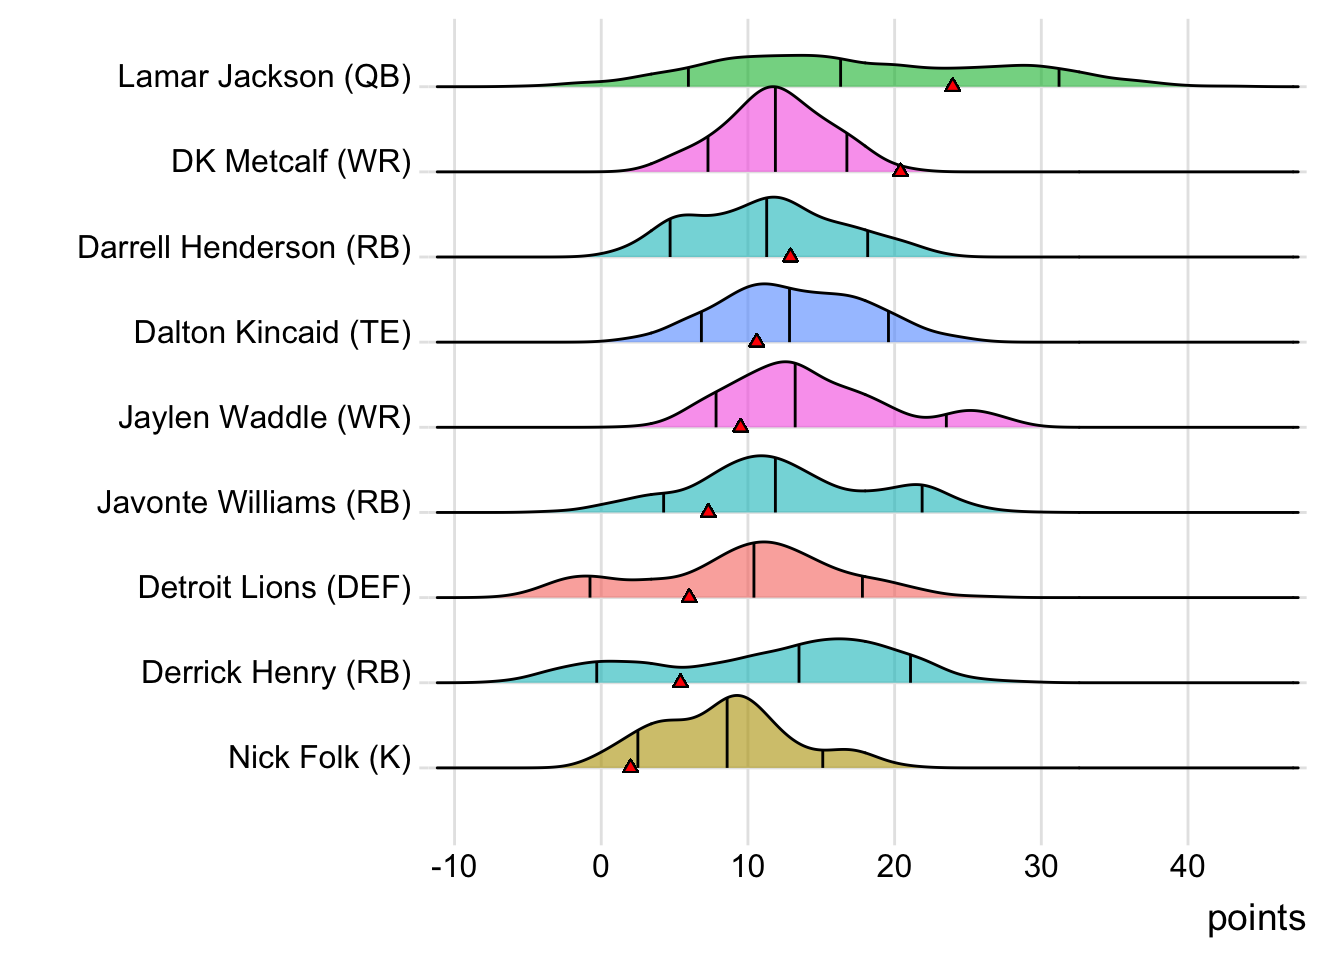 Lamar Jackson (QB)
DK Metcalf (WR)
Darrell Henderson (RB)
Dalton Kincaid (TE)
Jaylen Waddle (WR)
Javonte Williams (RB)
Detroit Lions (DEF)
Derrick Henry (RB)
Nick Folk (K)
-10 0 10 20 30 40
points